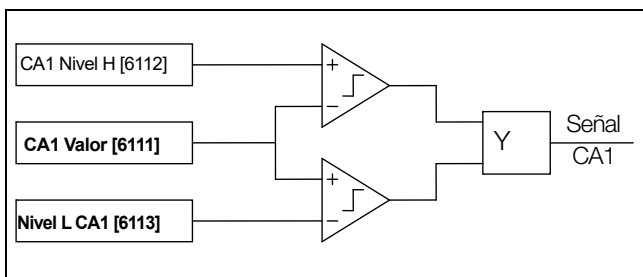 CA1 Nivel H [6112]
+
−
CA1 Valor [6111]
Y
Señal
CA1
+
−
Nivel L CA1 [6113]